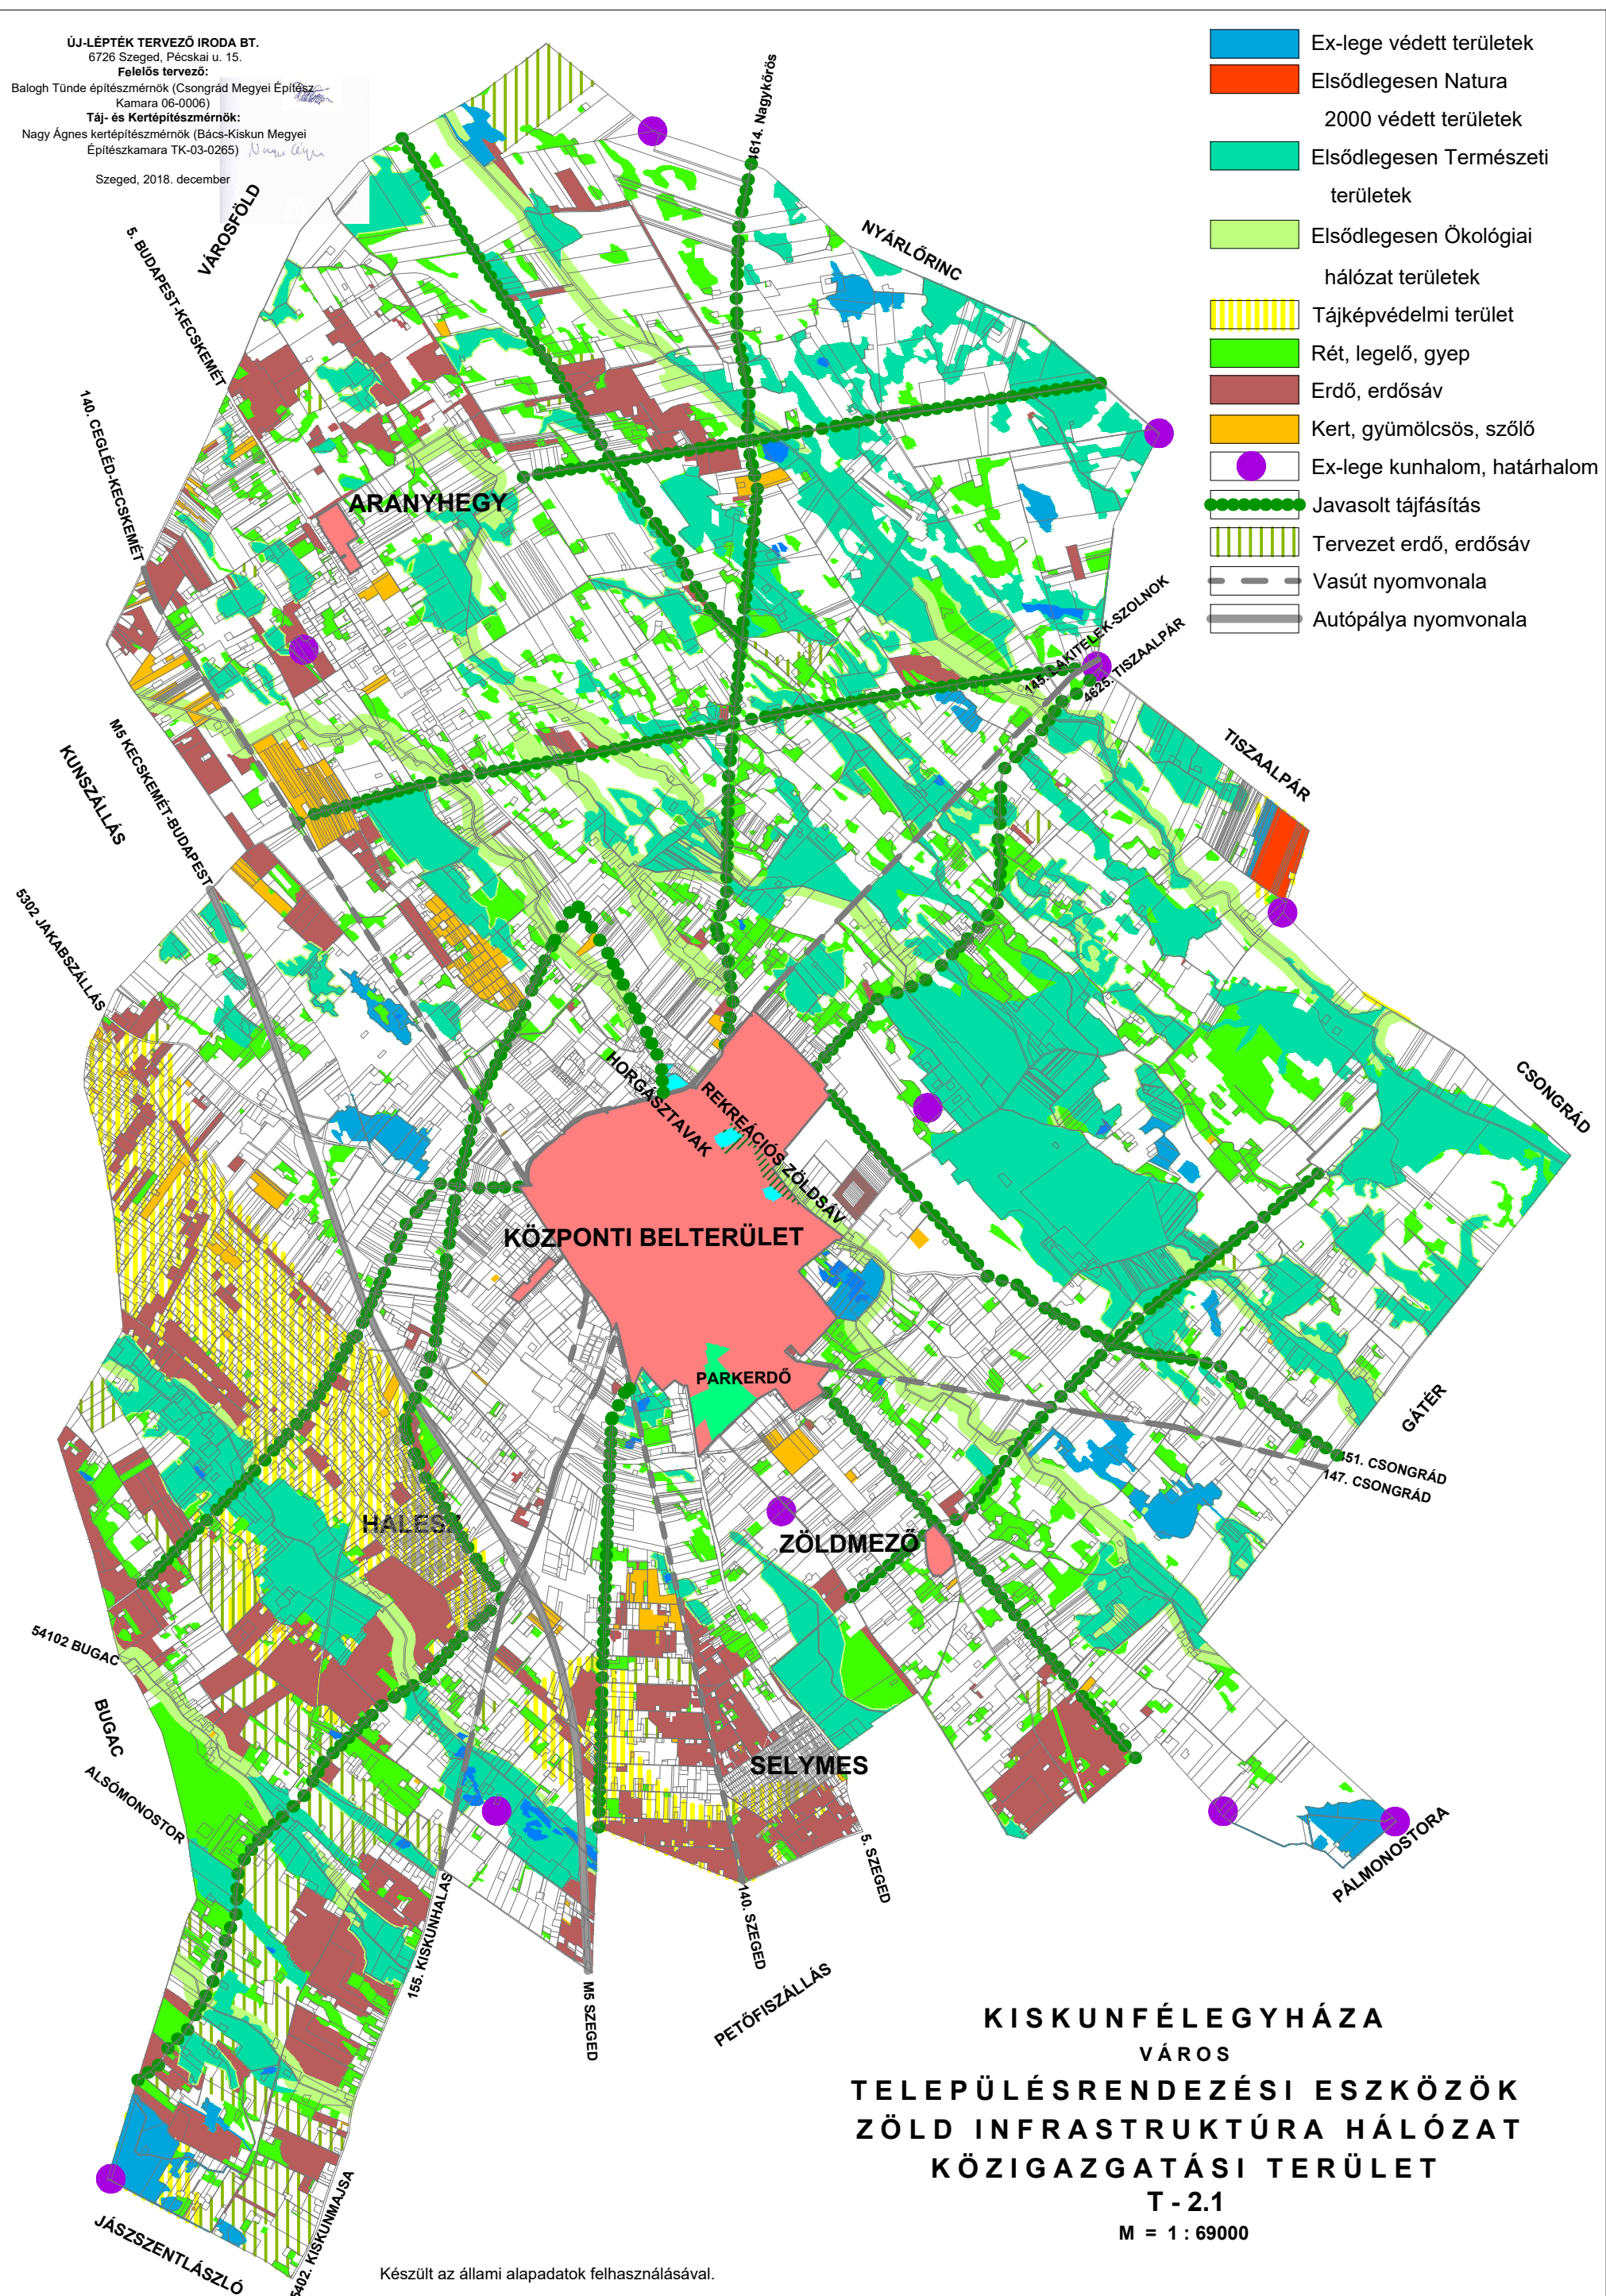 ÚJ-LÉPTÉK TERVEZŐ IRODA BT.
6726 Szeged, Pécskai u. 15.
Felelős tervező:
Balogh Tünde építészmérnök (Csongrád Megyei Építész
Kamara 06-0006)
Táj- és Kertépítészmérnök:
Nagy Ágnes kertépítészmérnök (Bács-Kiskun Megyei
Építészkamara TK-03-0265)
Szeged, 2018. december
Ex-lege védett területek
Elsődlegesen Natura
2000 védett területek
Elsődlegesen Természeti
területek
Elsődlegesen Ökológiai
hálózat területek
Tájképvédelmi terület
Rét, legelő, gyep
Erdő, erdősáv
Kert, gyümölcsös, szőlő
Ex-lege kunhalom, határhalom
Javasolt tájfásítás
Tervezet erdő, erdősáv
Vasút nyomvonala
Autópálya nyomvonala
4614. Nagykőrös
VÁROSFÖLD
NYÁRLŐRINC
5. BUDAPEST-KECSKEMÉT
140. CEGLÉD-KECSKEMÉT
ARANYHEGY
145. LAKITELEK-SZOLNOK
4625. TISZAALPÁR
TISZAALPÁR
M5 KECSKEMÉT-BUDAPEST
KUNSZÁLLÁS
5302 JAKABSZÁLLÁS
HORGÁSZTAVAK
REKREÁCIÓS ZÖLDSÁV
CSONGRÁD
KÖZPONTI BELTERÜLET
PARKERDŐ
GÁTÉR
451. CSONGRÁD
147. CSONGRÁD
HALESZ
ZÖLDMEZŐ
54102 BUGAC
BUGAC
ALSÓMONOSTOR
SELYMES
5. SZEGED
PÁLMONOSTORA
155. KISKUNHALAS
140. SZEGED
M5 SZEGED
PETŐFISZÁLLÁS
5402. KISKUNMAJSA
JÁSZSZENTLÁSZLÓ
KISKUNFÉLEGYHÁZA
VÁROS
TELEPÜLÉSRENDEZÉSI ESZKÖZÖK
ZÖLD INFRASTRUKTÚRA HÁLÓZAT
KÖZIGAZGATÁSI TERÜLET
T - 2.1
M = 1 : 69000
Készült az állami alapadatok felhasználásával.